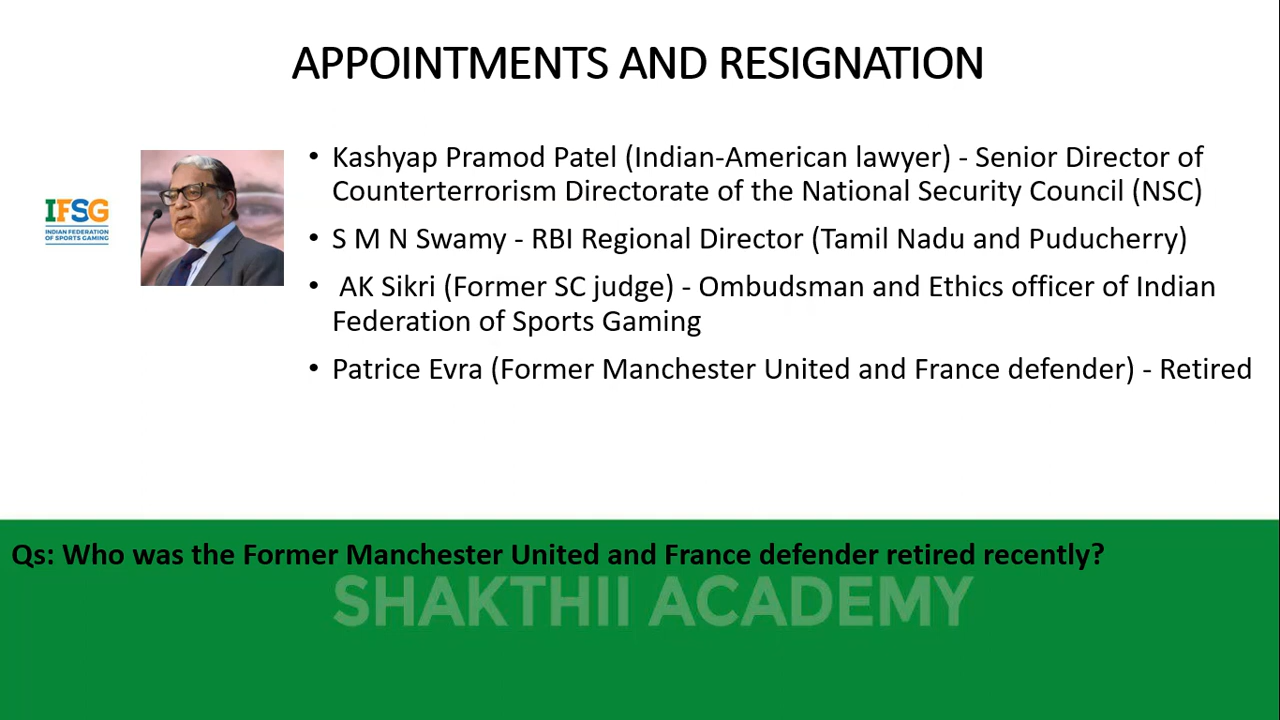 APPOINTMENTS AND RESIGNATION
IFSG
INDIAN FEDERATION
OF SPORTS GAMING
• Kashyap Pramod Patel (Indian-American lawyer) - Senior Director of
Counterterrorism Directorate of the National Security Council (NSC)
• S M N Swamy - RBI Regional Director (Tamil Nadu and Puducherry)
• AK Sikri (Former SC judge) - Ombudsman and Ethics officer of Indian
Federation of Sports Gaming
• Patrice Evra (Former Manchester United and France defender) - Retired
Qs: Who was the Former Manchester United and France defender retired recently?
SHAKTHII ACADEMY